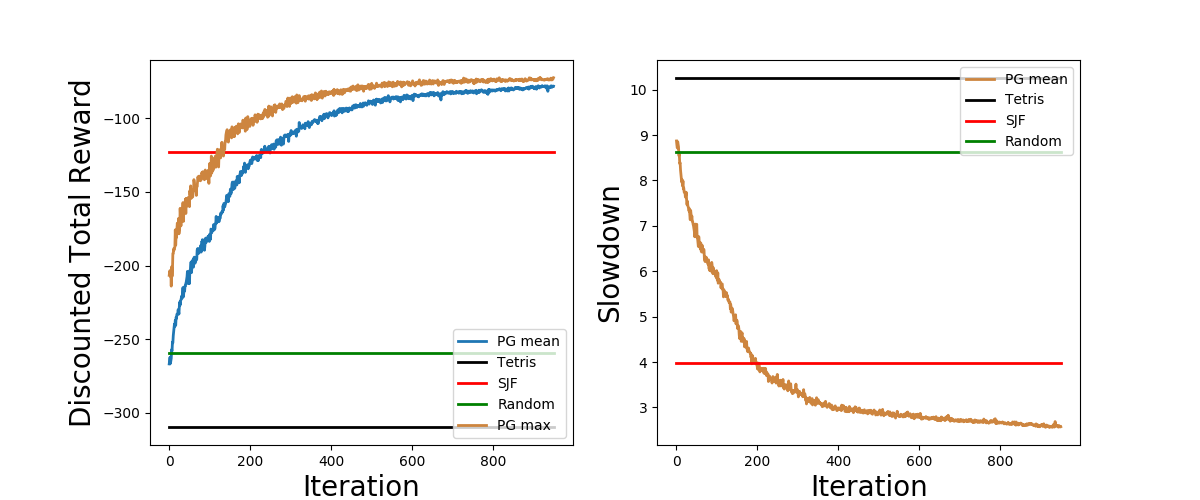 Discounted Total Reward
−100
−150
−200
−250
−300
0 200 400 600 800
Iteration
PG mean
Tetris
SJF
Random
PG max
Slowdown
10
9
8
7
6
5
4
3
0 200 400 600 800
Iteration
PG mean
Tetris
SJF
Random